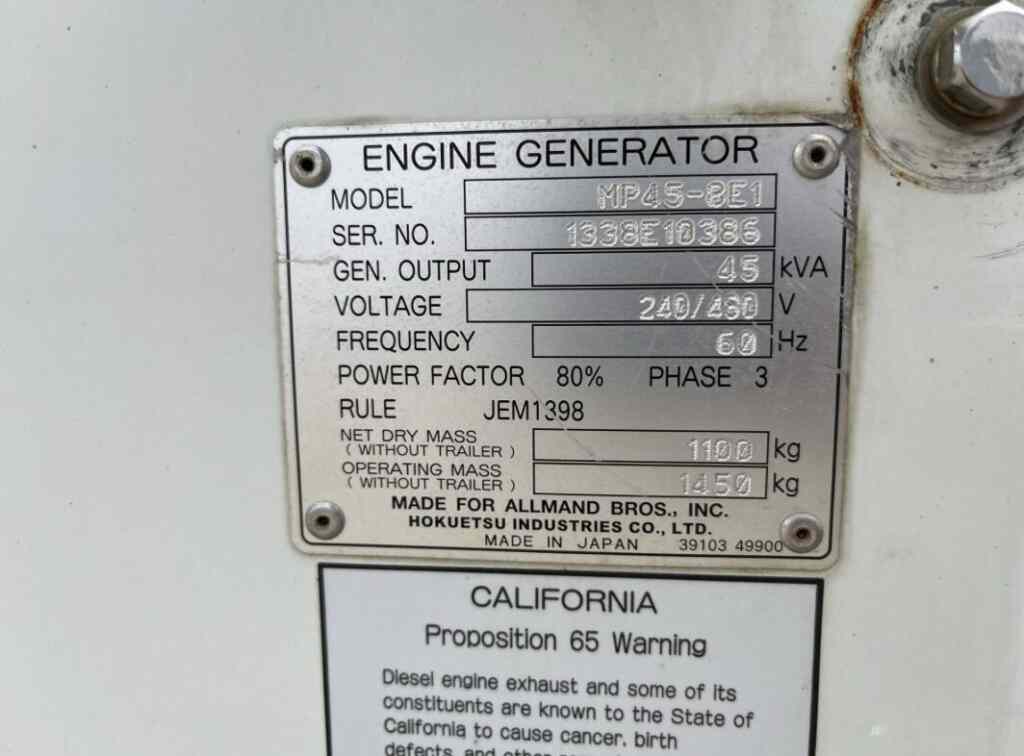 ENGINE GENERATOR
MODEL MP45-8E1
SER. NO. 1338E10386
GEN. OUTPUT 45 kVA
VOLTAGE 240/480 V
FREQUENCY 60 Hz
POWER FACTOR 80% PHASE 3
RULE JEM1398
NET DRY MASS
( WITHOUT TRAILER ) 1100 kg
OPERATING MASS
( WITHOUT TRAILER ) 1450 kg
MADE FOR ALLMAND BROS., INC.
HOKUETSU INDUSTRIES CO., LTD.
MADE IN JAPAN 39103 49900
CALIFORNIA
Proposition 65 Warning
Diesel engine exhaust and some of its
constituents are known to the State of
California to cause cancer, birth
defects, and other